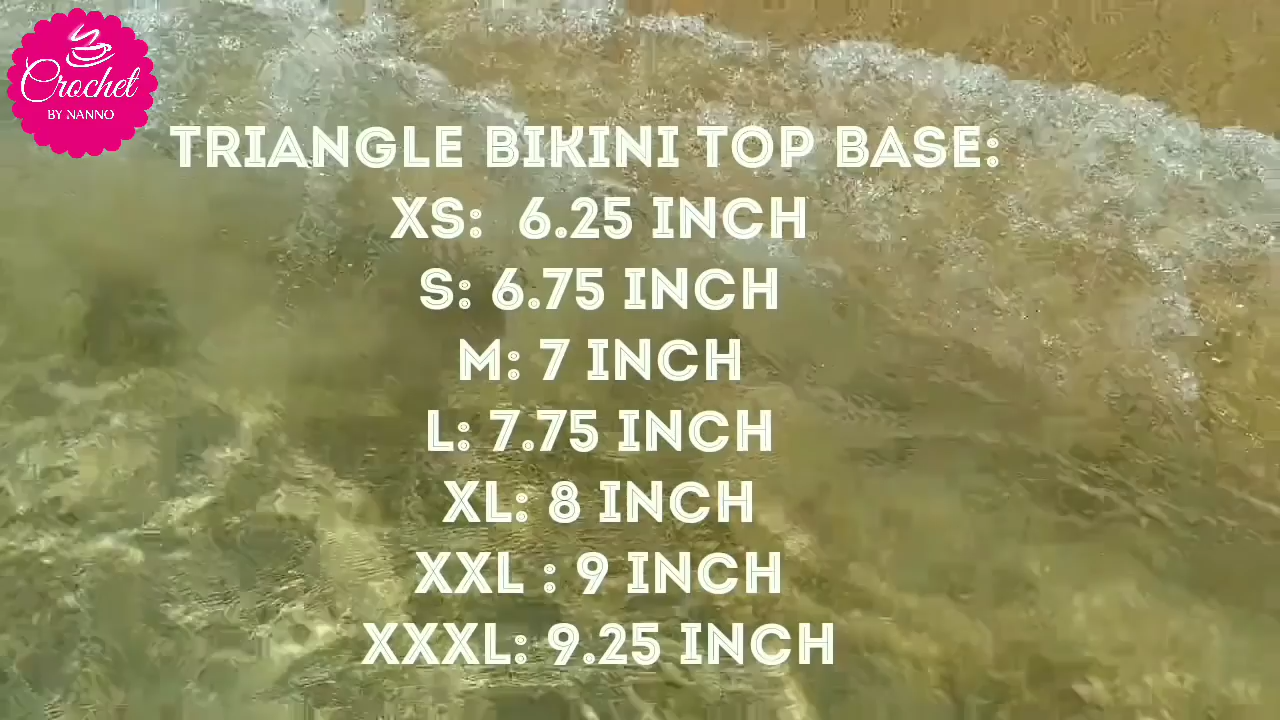 Crochet
BY NANNO
TRIANGLE BIKINI TOP BASE:
XS: 6.25 INCH
S: 6.75 INCH
M: 7 INCH
L: 7.75 INCH
XL: 8 INCH
XXL : 9 INCH
XXXL: 9.25 INCH